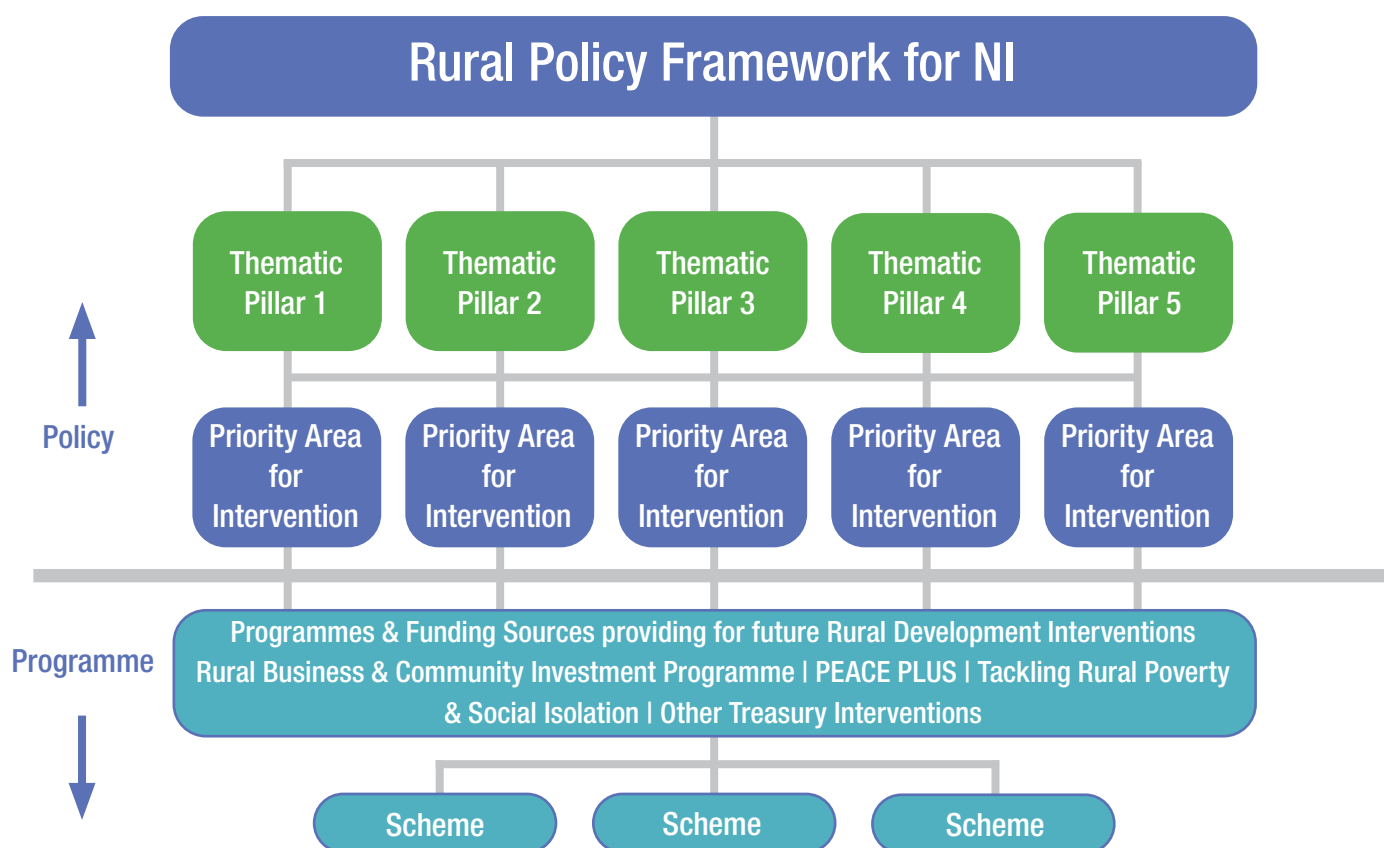 Rural Policy Framework for NI
Thematic
Pillar 1
Thematic
Pillar 2
Thematic
Pillar 3
Thematic
Pillar 4
Thematic
Pillar 5
Policy
Priority Area
for
Intervention
Priority Area
for
Intervention
Priority Area
for
Intervention
Priority Area
for
Intervention
Priority Area
for
Intervention
Programme
Programmes & Funding Sources providing for future Rural Development Interventions
Rural Business & Community Investment Programme | PEACE PLUS | Tackling Rural Poverty
& Social Isolation | Other Treasury Interventions
Scheme
Scheme
Scheme